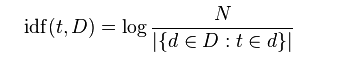 idf(t, D) = log N / |{d ∈ D : t ∈ d}|